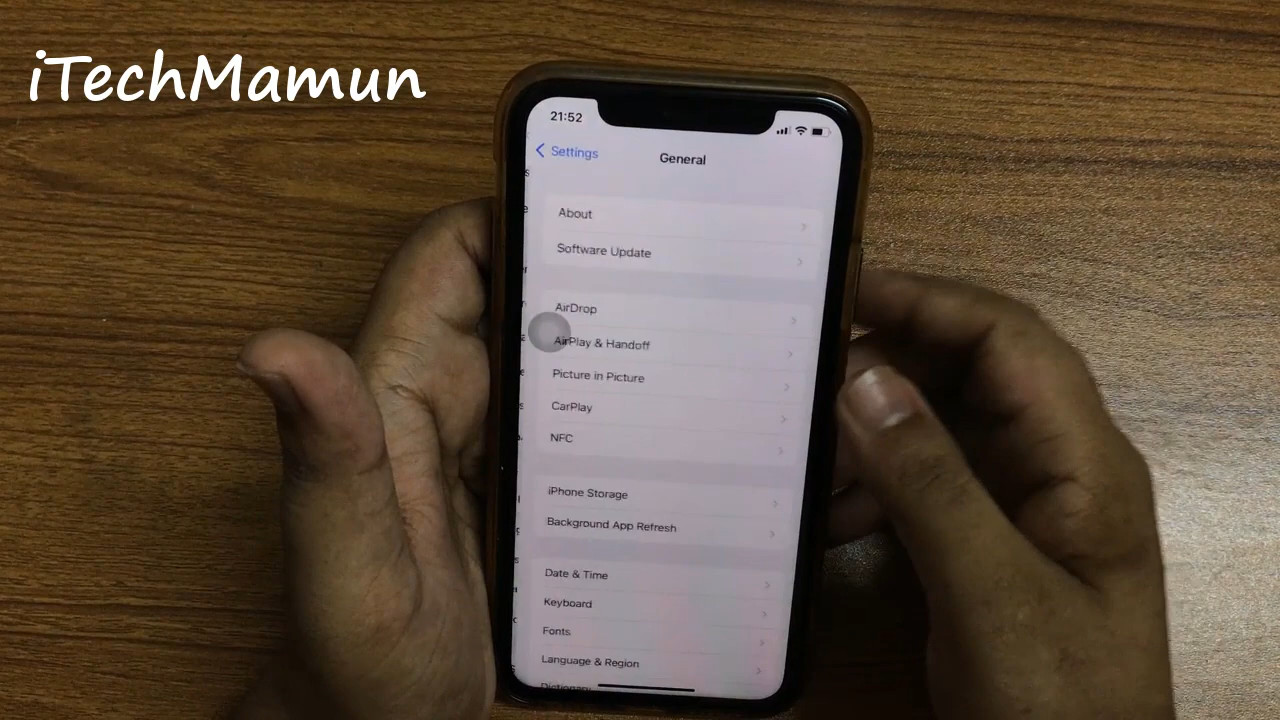 iTechMamun
21:52
Settings
General
About
Software Update
AirDrop
AirPlay & Handoff
Picture in Picture
CarPlay
NFC
iPhone Storage
Background App Refresh
Date & Time
Keyboard
Fonts
Language & Region
Dictionary